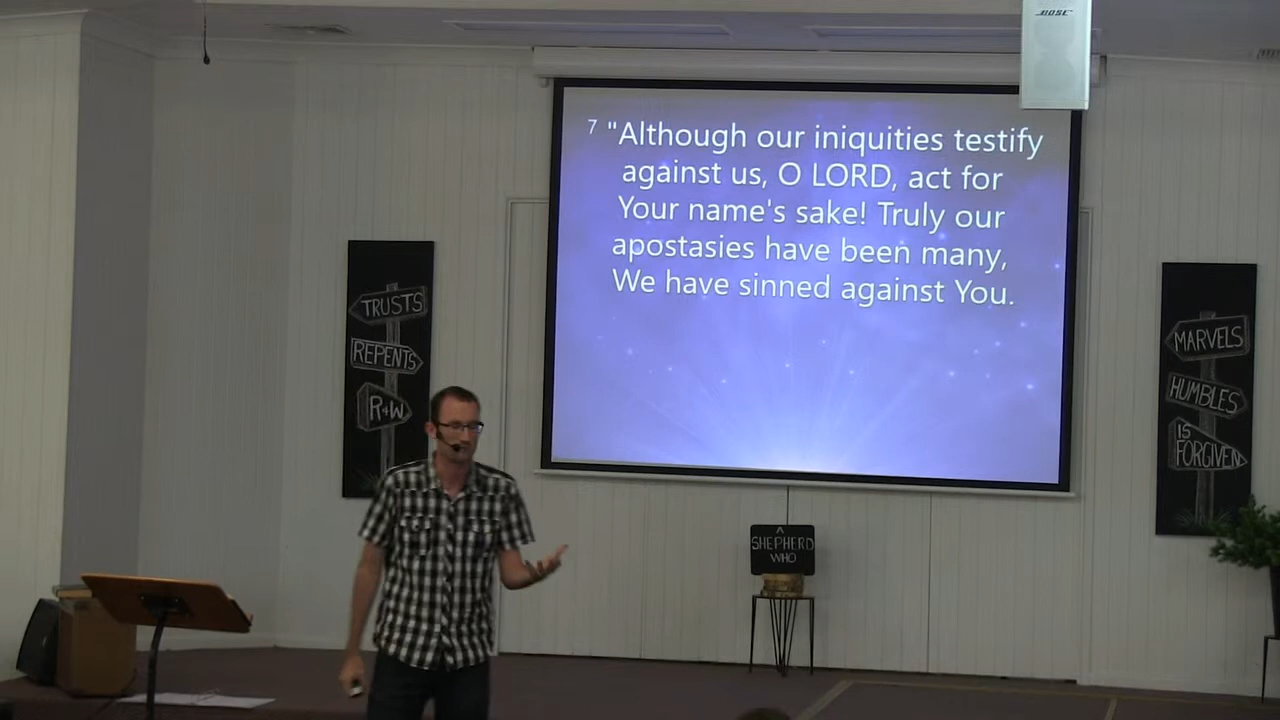 BOSE
7 "Although our iniquities testify
against us, O LORD, act for
Your name's sake! Truly our
apostasies have been many,
We have sinned against You.
TRUSTS
REPENTS
R+W
A
SHEPHERD
WHO
MARVELS
HUMBLES
IS
FORGIVEN